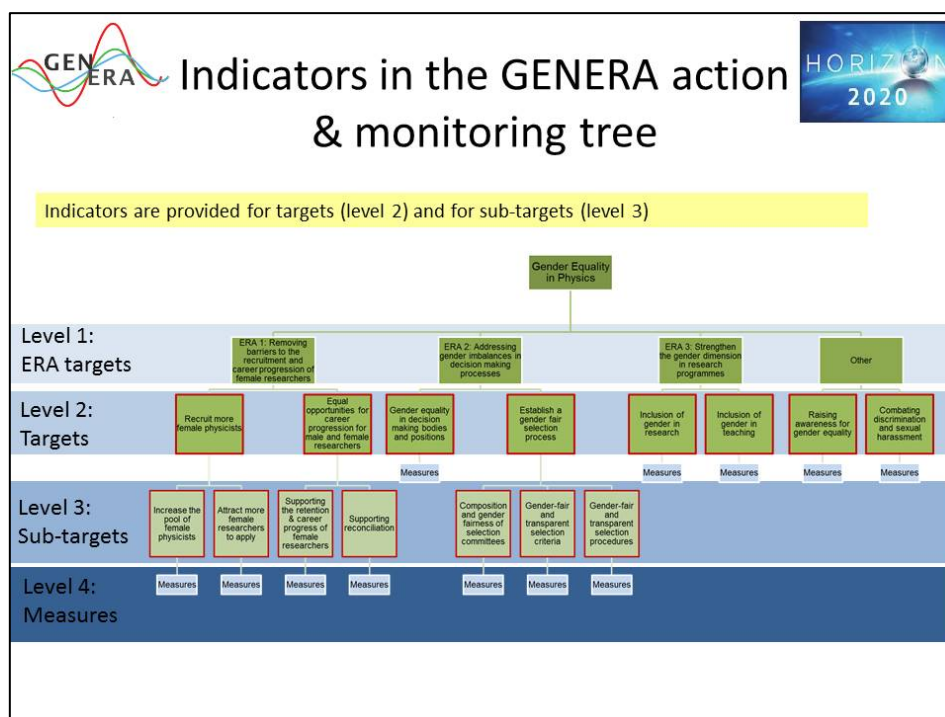 GENERA
Indicators in the GENERA action
& monitoring tree
HORIZON
2020
Indicators are provided for targets (level 2) and for sub-targets (level 3)
Gender Equality
in Physics
Level 1:
ERA targets
ERA 1: Removing
barriers to the
recruitment and
career progression of
female researchers
ERA 2: Addressing
gender imbalances in
decision making
processes
ERA 3: Strengthen
the gender dimension
in research
programmes
Other
Level 2:
Targets
Recruit more
female physicists
Equal
opportunities for
career
progression for
male and female
researchers
Gender equality
in decision
making bodies
and positions
Establish a
gender fair
selection
process
Inclusion of
gender in
research
Inclusion of
gender in
teaching
Raising
awareness for
gender equality
Combating
discrimination
and sexual
harassment
Measures
Measures
Measures
Measures
Measures
Level 3:
Sub-targets
Increase the
pool of
female
physicists
Attract more
female
researchers
to apply
Supporting
the retention
& career
progress of
female
researchers
Supporting
reconciliation
Composition
and gender
fairness of
selection
committees
Gender-fair
and
transparent
selection
criteria
Gender-fair
and
transparent
selection
procedures
Level 4:
Measures
Measures
Measures
Measures
Measures
Measures
Measures
Measures